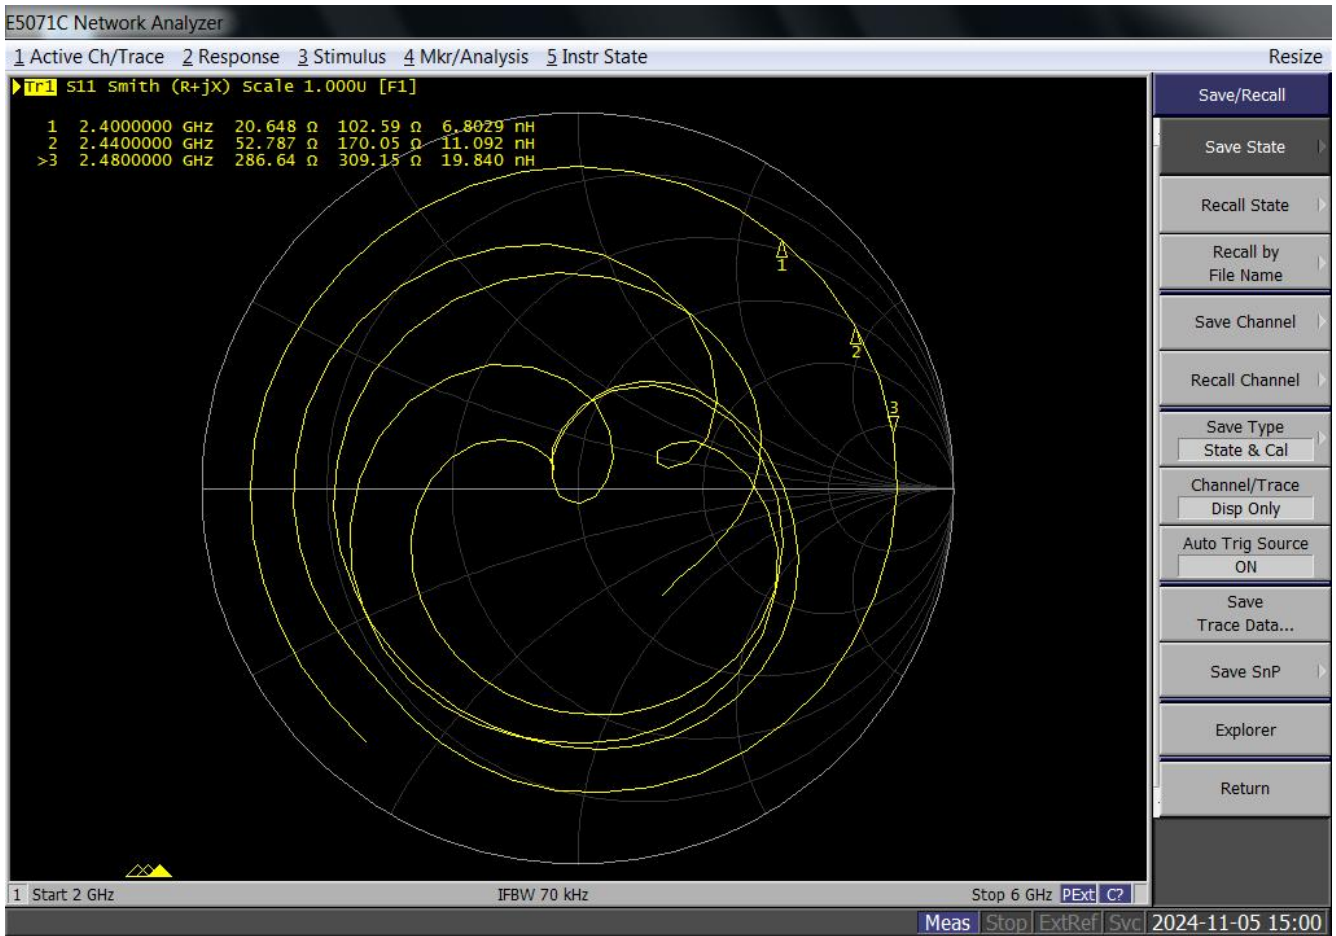 E5071C Network Analyzer
1 Active Ch/Trace 2 Response 3 Stimulus 4 Mkr/Analysis 5 Instr State Resize
Tr1 S11 Smith (R+jX) Scale 1.000U [F1]
1 2.4000000 GHz 20.648 Ω 102.59 Ω 6.8029 nH
2 2.4400000 GHz 52.787 Ω 170.05 Ω 11.092 nH
>3 2.4800000 GHz 286.64 Ω 309.15 Ω 19.840 nH
1
2
3
Save/Recall
Save State
Recall State
Recall by
File Name
Save Channel
Recall Channel
Save Type
State & Cal
Channel/Trace
Disp Only
Auto Trig Source
ON
Save
Trace Data...
Save SnP
Explorer
Return
1 Start 2 GHz IFBW 70 kHz Stop 6 GHz PExt C?
Meas Stop ExtRef Svc 2024-11-05 15:00